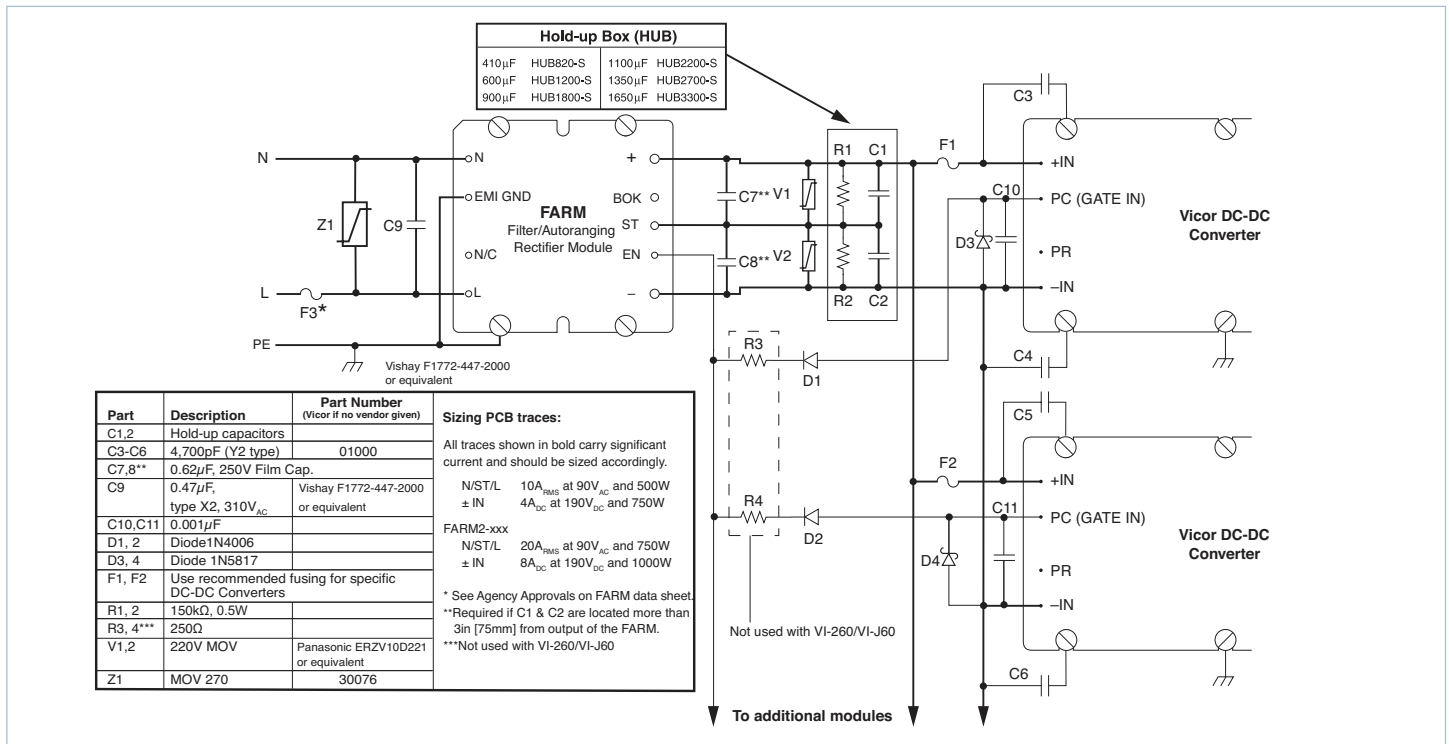 Hold-up Box (HUB)
410µF HUB820-S 1100µF HUB2200-S
600µF HUB1200-S 1350µF HUB2700-S
900µF HUB1800-S 1650µF HUB3300-S
N
L
PE
Z1
C9
F3*
N
EMI GND
N/C
L
FARM
Filter/Autoranging
Rectifier Module
+
BOK
ST
EN
–
C7** V1
C8** V2
R1 C1
R2 C2
F1
C3
+IN
C10
PC (GATE IN)
D3
PR
–IN
Vicor DC-DC
Converter
C4
R3
D1
C5
F2
+IN
C11
PC (GATE IN)
R4
D2
D4
PR
–IN
Vicor DC-DC
Converter
C6
Not used with VI-260/VI-J60
To additional modules
Vishay F1772-447-2000
or equivalent
Part Description Part Number
(Vicor if no vendor given)
C1,2 Hold-up capacitors
C3-C6 4,700pF (Y2 type) 01000
C7,8** 0.62µF, 250V Film Cap.
C9 0.47µF, Vishay F1772-447-2000
type X2, 310VAC or equivalent
C10,C11 0.001µF
D1, 2 Diode1N4006
D3, 4 Diode 1N5817
F1, F2 Use recommended fusing for specific
DC-DC Converters
R1, 2 150kΩ, 0.5W
R3, 4*** 250Ω
V1,2 220V MOV Panasonic ERZV10D221
or equivalent
Z1 MOV 270 30076
Sizing PCB traces:
All traces shown in bold carry significant
current and should be sized accordingly.
N/ST/L 10ARMS at 90VAC and 500W
± IN 4ADC at 190VDC and 750W
FARM2-xxx
N/ST/L 20ARMS at 90VAC and 750W
± IN 8ADC at 190VDC and 1000W
* See Agency Approvals on FARM data sheet.
**Required if C1 & C2 are located more than
3in [75mm] from output of the FARM.
***Not used with VI-260/VI-J60